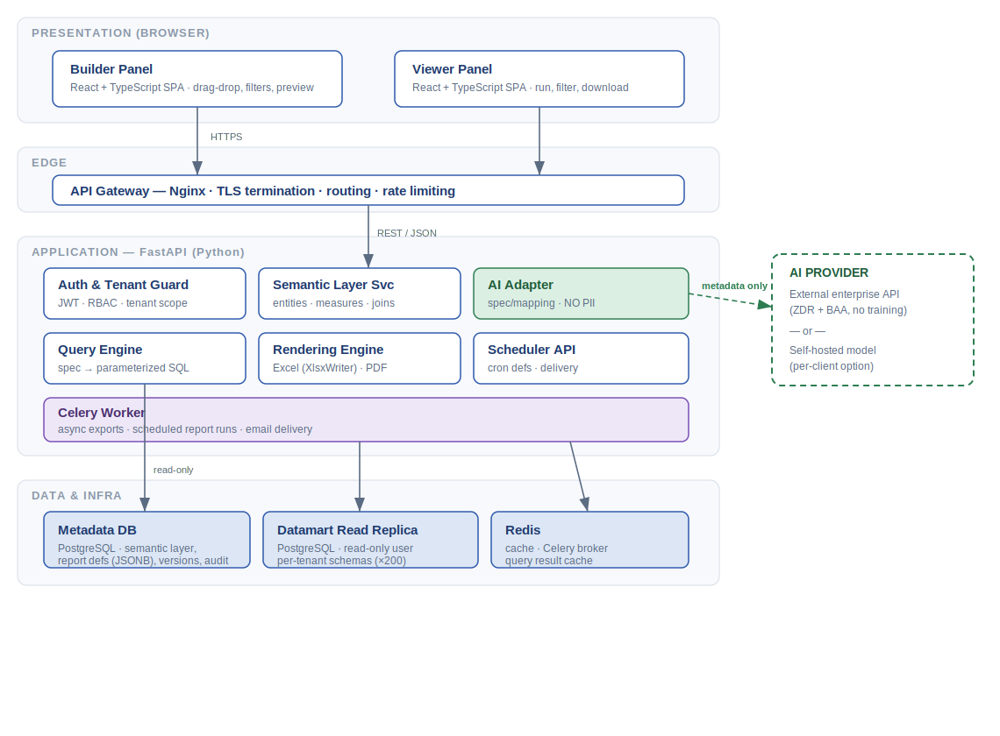 PRESENTATION (BROWSER)
Builder Panel
React + TypeScript SPA · drag-drop, filters, preview
Viewer Panel
React + TypeScript SPA · run, filter, download
HTTPS
EDGE
API Gateway — Nginx · TLS termination · routing · rate limiting
REST / JSON
APPLICATION — FastAPI (Python)
Auth & Tenant Guard
JWT · RBAC · tenant scope
Semantic Layer Svc
entities · measures · joins
AI Adapter
spec/mapping · NO PII
metadata only
AI PROVIDER
External enterprise API
(ZDR + BAA, no training)
— or —
Self-hosted model
(per-client option)
Query Engine
spec → parameterized SQL
Rendering Engine
Excel (XlsxWriter) · PDF
Scheduler API
cron defs · delivery
Celery Worker
async exports · scheduled report runs · email delivery
read-only
DATA & INFRA
Metadata DB
PostgreSQL · semantic layer,
report defs (JSONB), versions, audit
Datamart Read Replica
PostgreSQL · read-only user
per-tenant schemas (×200)
Redis
cache · Celery broker
query result cache